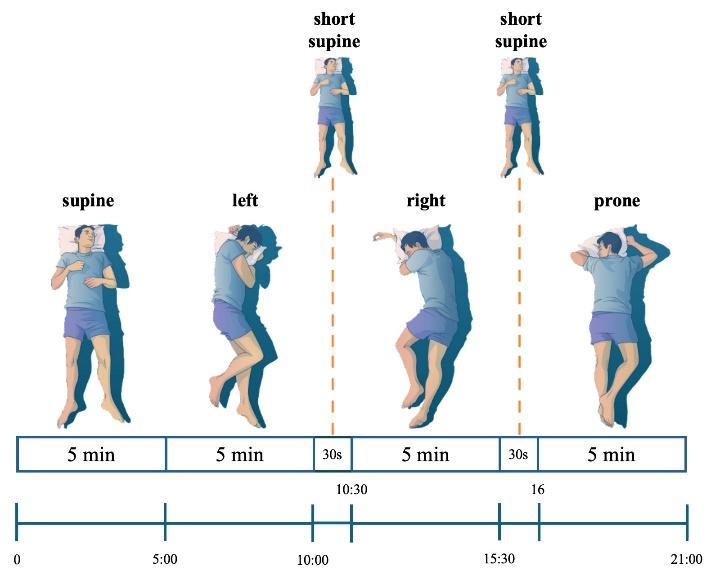 short
supine
short
supine
supine
left
right
prone
5 min
5 min
30s
5 min
30s
5 min
10:30
16
0
5:00
10:00
15:30
21:00